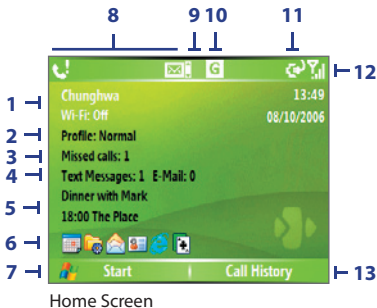 8 9 10 11
G
12
1 Chunghwa 13:49
Wi-Fi: Off 08/10/2006
2 Profile: Normal
3 Missed calls: 1
4 Text Messages: 1 E-Mail: 0
5 Dinner with Mark
18:00 The Place
6
7 Start Call History 13
Home Screen